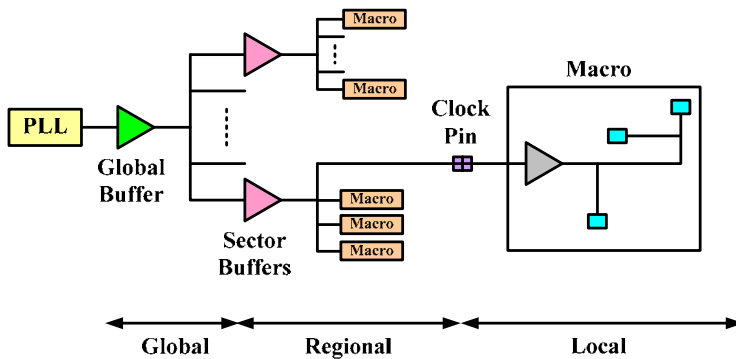 Macro
Macro
PLL
Global
Buffer
Clock
Pin
Macro
Macro
Macro
Macro
Sector
Buffers
Global
Regional
Local